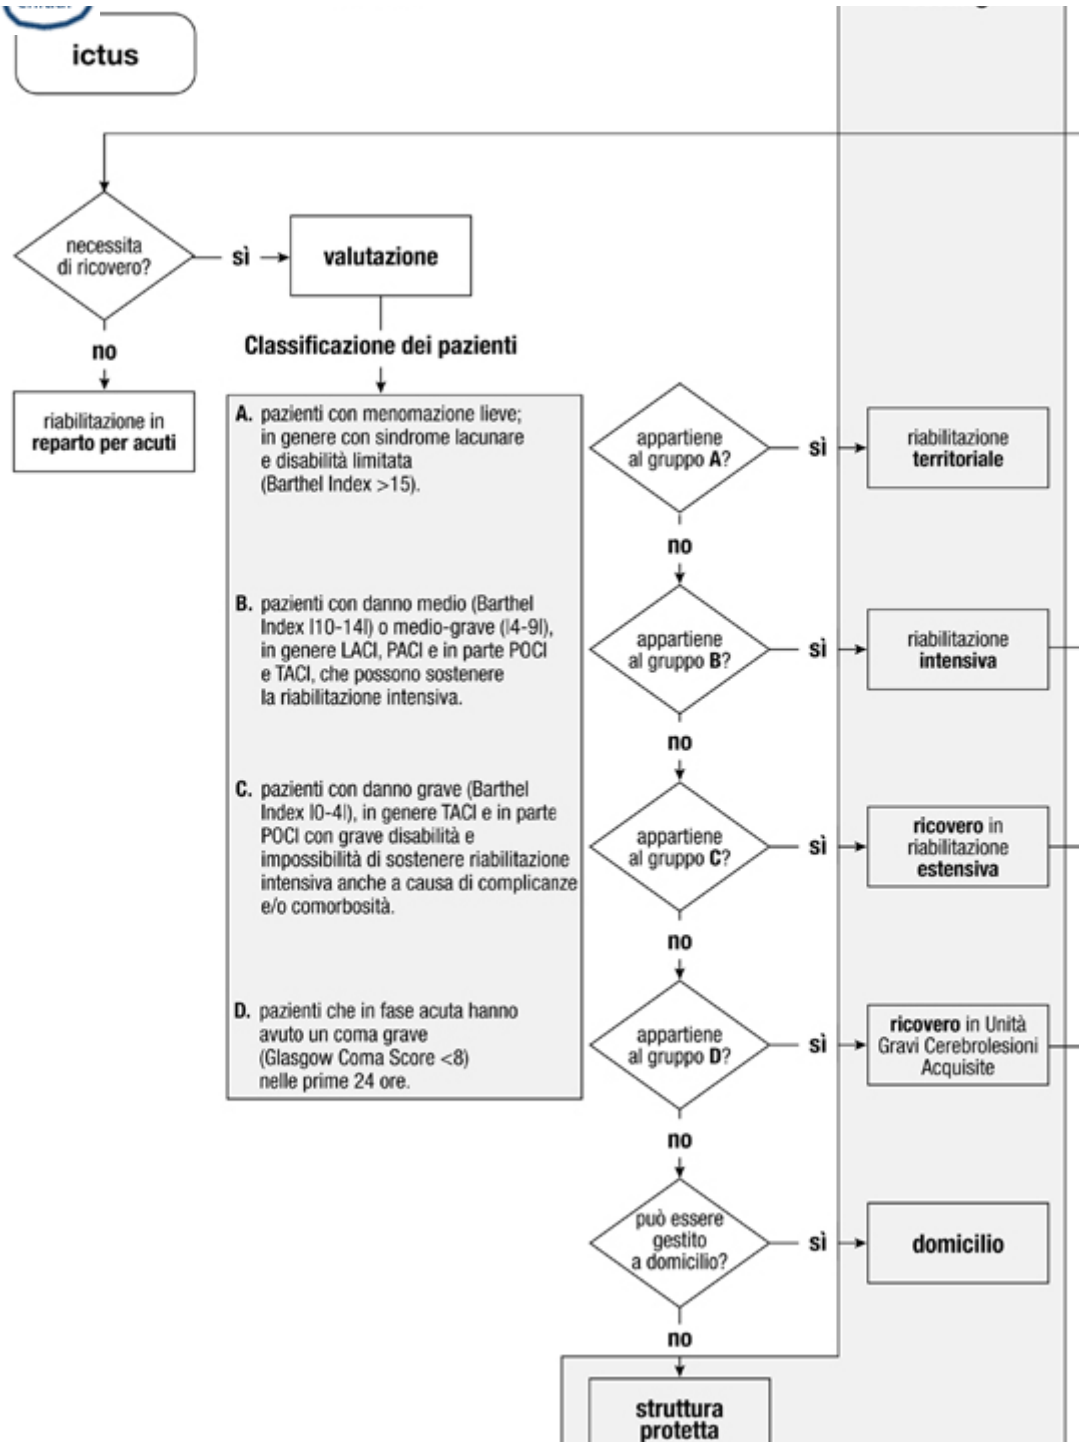 ictus
necessita
di ricovero?
sì
valutazione
no
riabilitazione in
reparto per acuti
Classificazione dei pazienti
A. pazienti con menomazione lieve;
in genere con sindrome lacunare
e disabilità limitata
(Barthel Index >15).
B. pazienti con danno medio (Barthel
Index |10-14|) o medio-grave (|4-9|),
in genere LACI, PACI e in parte POCI
e TACI, che possono sostenere
la riabilitazione intensiva.
C. pazienti con danno grave (Barthel
Index |0-4|), in genere TACI e in parte
POCI con grave disabilità e
impossibilità di sostenere riabilitazione
intensiva anche a causa di complicanze
e/o comorbosità.
D. pazienti che in fase acuta hanno
avuto un coma grave
(Glasgow Coma Score <8)
nelle prime 24 ore.
appartiene
al gruppo A?
sì
riabilitazione
territoriale
no
appartiene
al gruppo B?
sì
riabilitazione
intensiva
no
appartiene
al gruppo C?
sì
ricovero in
riabilitazione
estensiva
no
appartiene
al gruppo D?
sì
ricovero in Unità
Gravi Cerebrolesioni
Acquisite
no
può essere
gestito
a domicilio?
sì
domicilio
no
struttura
protetta